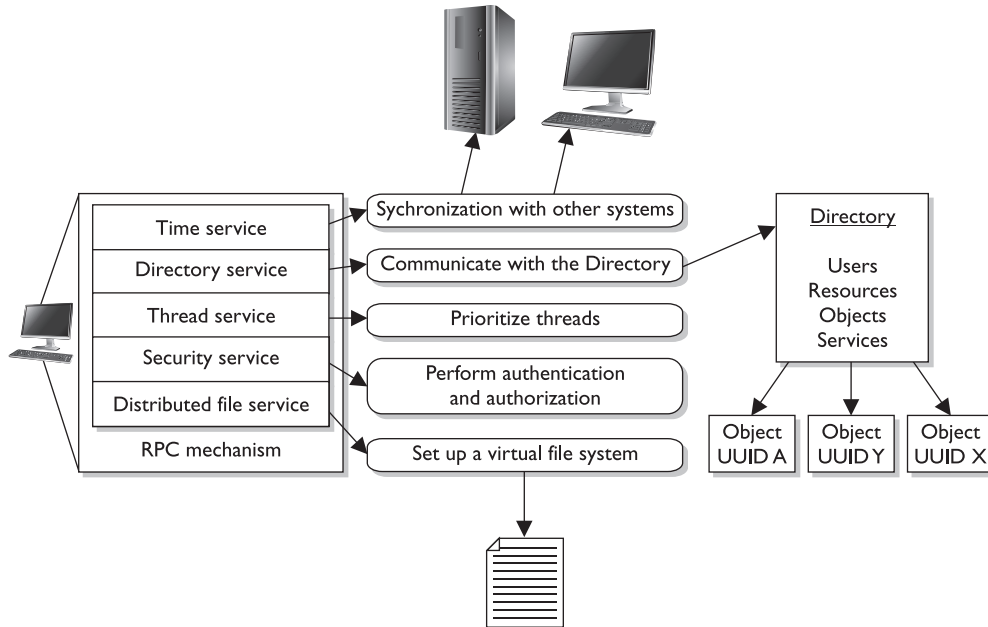 Time service
Directory service
Thread service
Security service
Distributed file service
RPC mechanism
Sychronization with other systems
Communicate with the Directory
Prioritize threads
Perform authentication
and authorization
Set up a virtual file system
Directory
Users
Resources
Objects
Services
Object
UUID A
Object
UUID Y
Object
UUID X